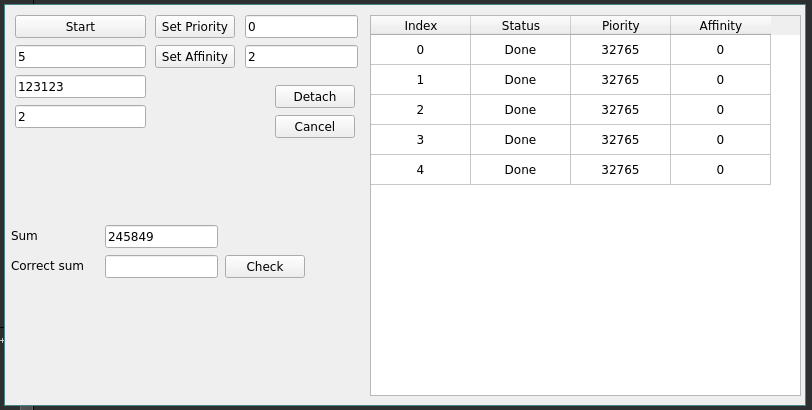 Start Set Priority 0
5 Set Affinity 2
123123
2
Detach
Cancel
Sum 245849
Correct sum Check
Index Status Piority Affinity
0 Done 32765 0
1 Done 32765 0
2 Done 32765 0
3 Done 32765 0
4 Done 32765 0